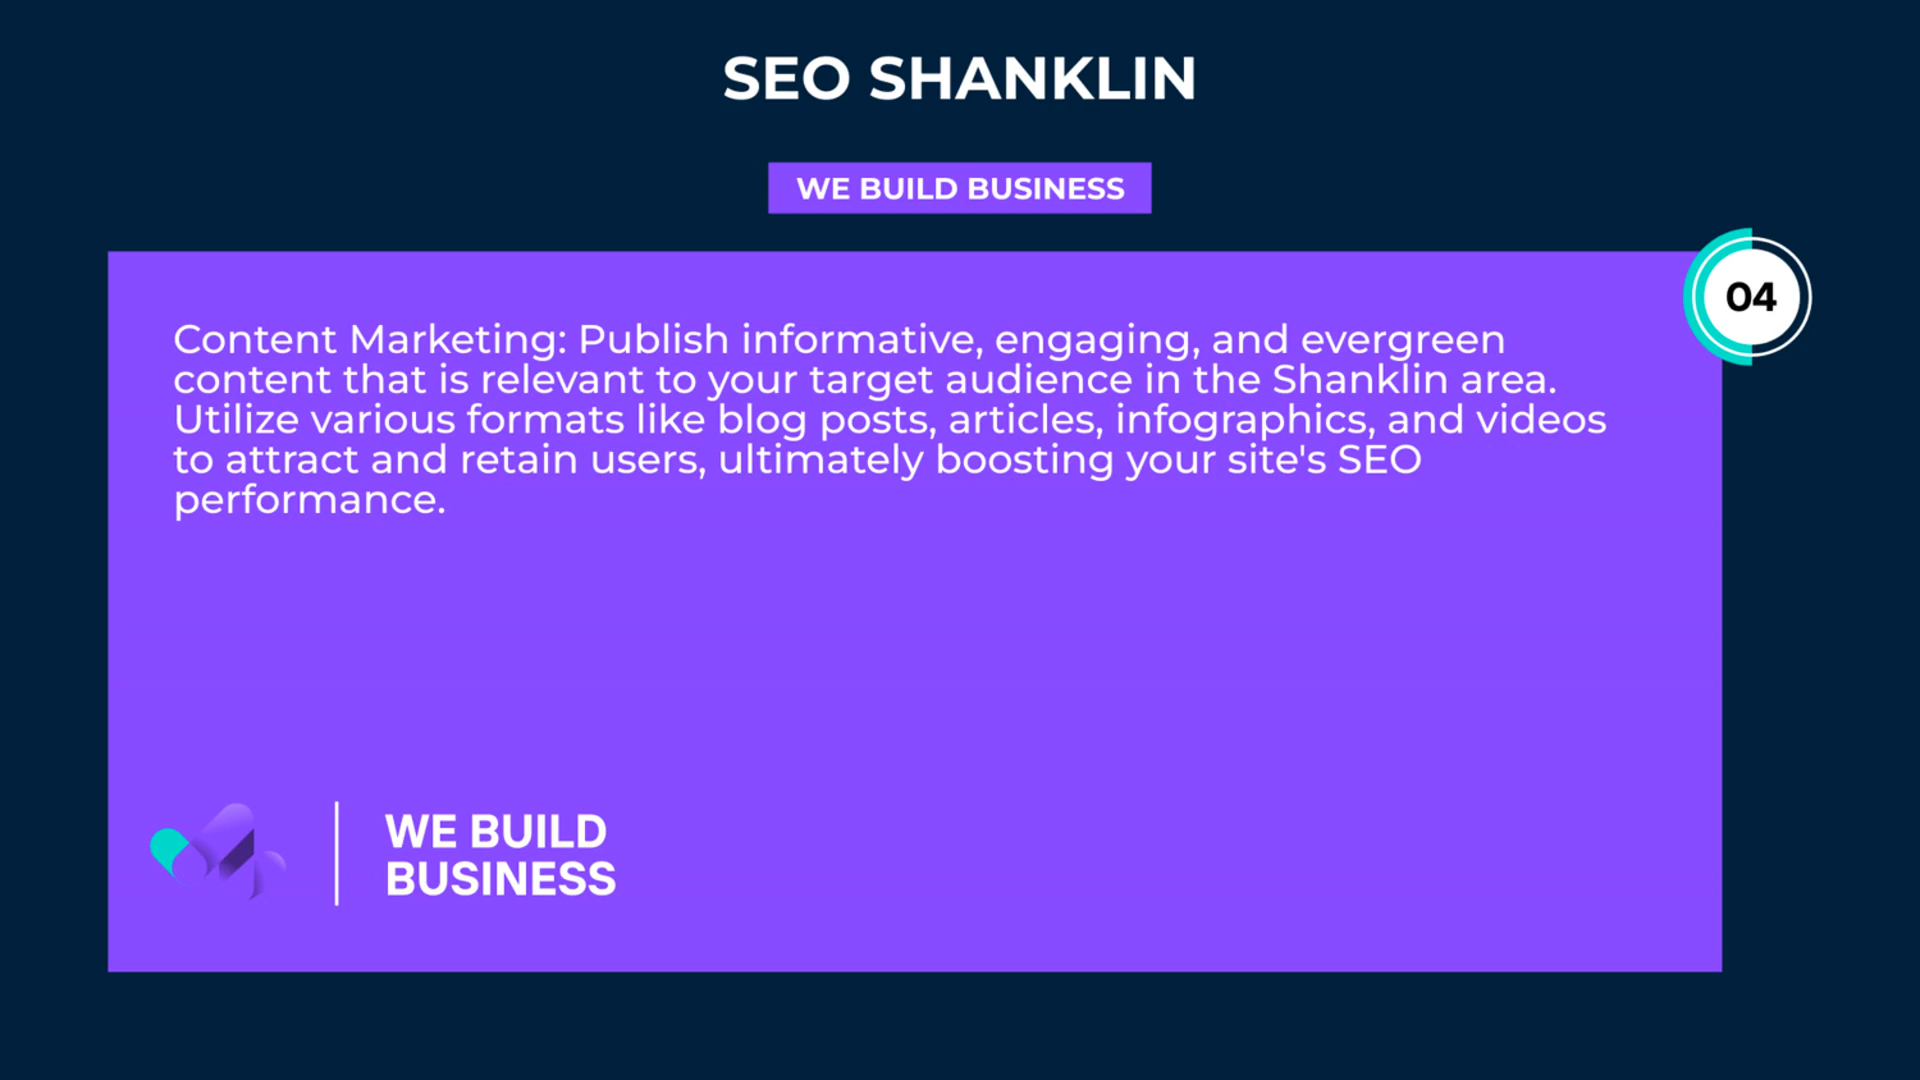 SEO SHANKLIN
WE BUILD BUSINESS
04
Content Marketing: Publish informative, engaging, and evergreen
content that is relevant to your target audience in the Shanklin area.
Utilize various formats like blog posts, articles, infographics, and videos
to attract and retain users, ultimately boosting your site's SEO
performance.
WE BUILD
BUSINESS